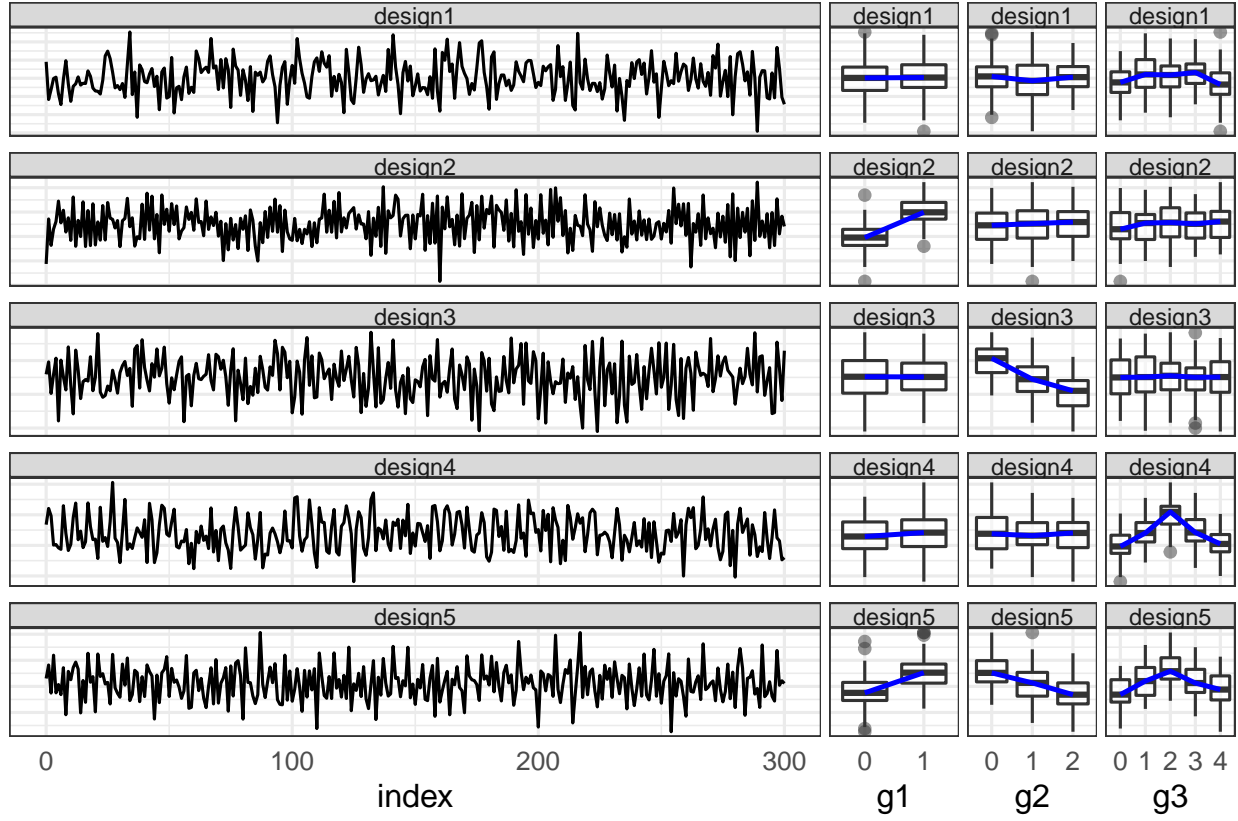 design1 design1 design1 design1
design2 design2 design2 design2
design3 design3 design3 design3
design4 design4 design4 design4
design5 design5 design5 design5
0 100 200 300 0 1 0 1 2 0 1 2 3 4
index g1 g2 g3